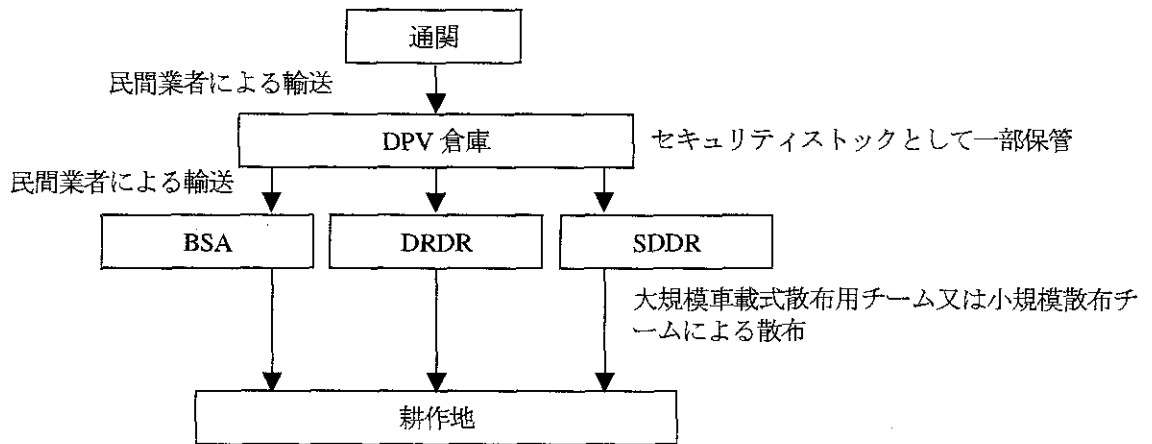 通関
民間業者による輸送
DPV 倉庫
セキュリティストックとして一部保管
民間業者による輸送
BSA
DRDR
SDDR
大規模車載式散布用チーム又は小規模散布チ
ームによる散布
耕作地